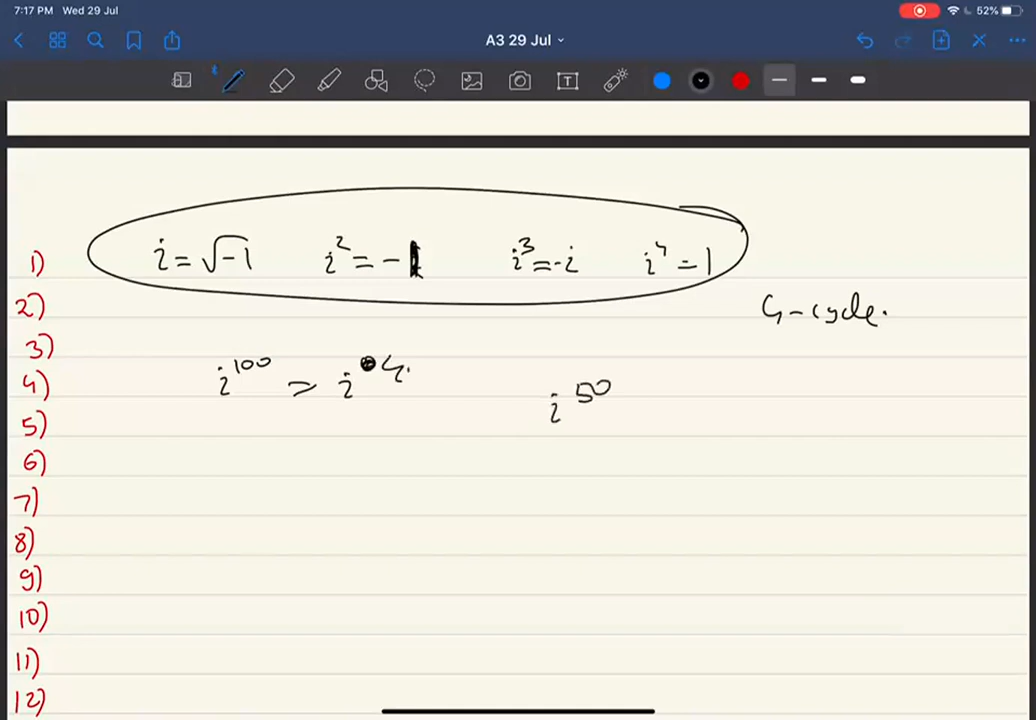 7:17 PM Wed 29 Jul
52%
A3 29 Jul
T
1) i = √-1 i² = -1 i³ = -i i⁴ = 1
2) 4-cycle.
3)
4) i¹⁰⁰ = i⁴ i⁵⁰
5)
6)
7)
8)
9)
10)
11)
12)